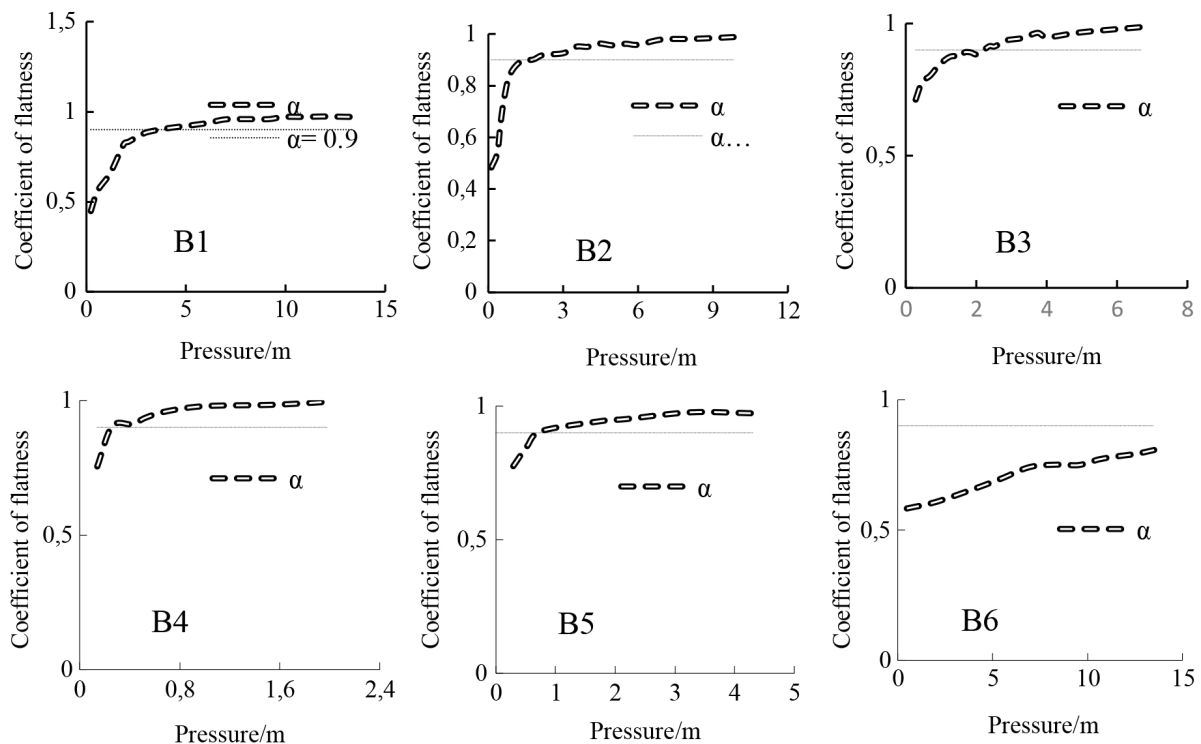 Coefficient of flatness
1,5
1
0,5
0
0
5
10
15
α
α= 0.9
B1
Pressure/m
Coefficient of flatness
1
0,8
0,6
0,4
0,2
0
0
3
6
9
12
α
α…
B2
Pressure/m
Coefficient of flatness
1
0,5
0
0
2
4
6
8
α
B3
Pressure/m
Coefficient of flatness
1
0,5
0
0
0,8
1,6
2,4
α
B4
Pressure/m
Coefficient of flatness
1
0,5
0
0
1
2
3
4
5
α
B5
Pressure/m
Coefficient of flatness
1
0,5
0
0
5
10
15
α
B6
Pressure/m